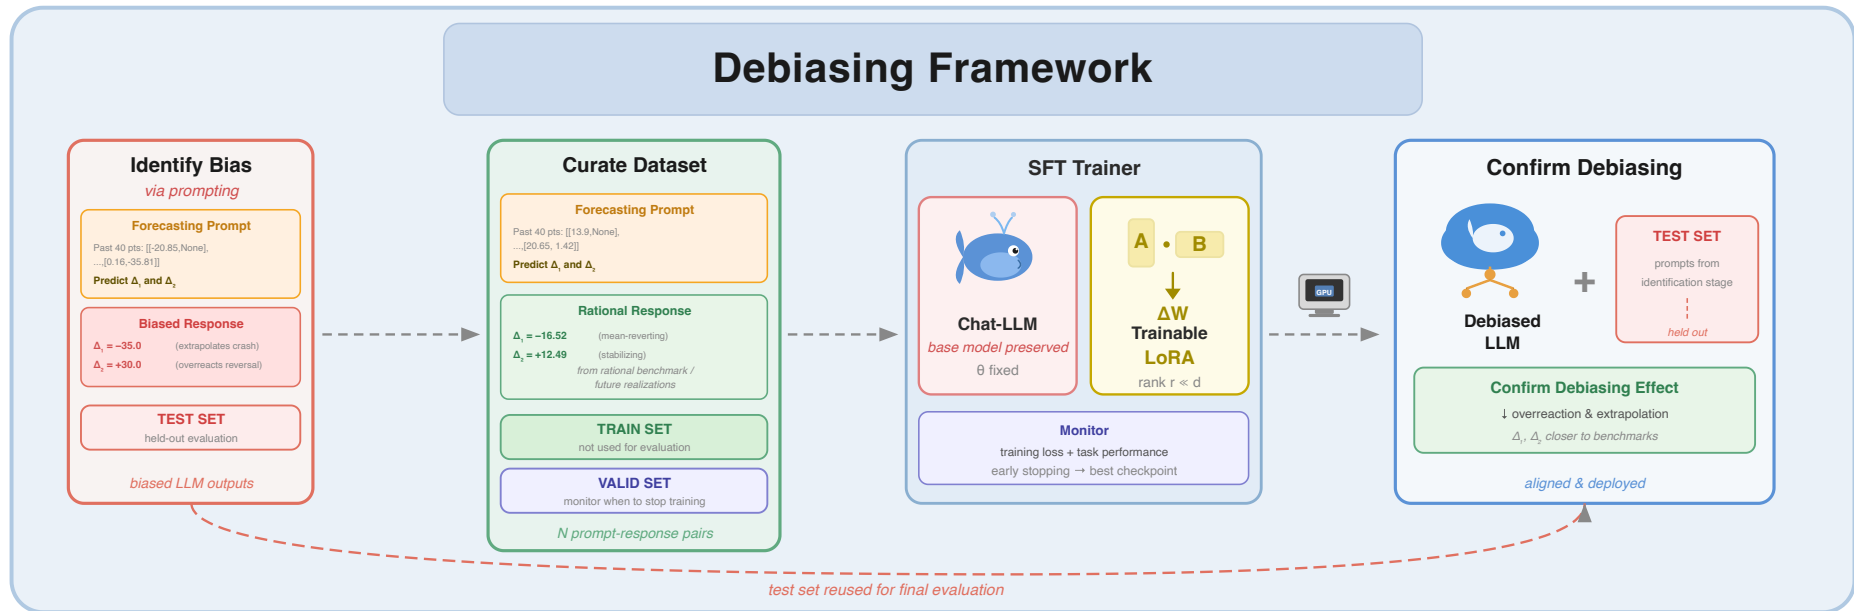 Debiasing Framework
Identify Bias
via prompting
Forecasting Prompt
Past 40 pts: [[-20.85,None],
...,[0.16,-35.81]]
Predict Δ₁ and Δ₂
Biased Response
Δ₁ = –35.0 (extrapolates crash)
Δ₂ = +30.0 (overreacts reversal)
TEST SET
held-out evaluation
biased LLM outputs
Curate Dataset
Forecasting Prompt
Past 40 pts: [[13.9,None],
...,[20.65, 1.42]]
Predict Δ₁ and Δ₂
Rational Response
Δ₁ = –16.52 (mean-reverting)
Δ₂ = +12.49 (stabilizing)
from rational benchmark /
future realizations
TRAIN SET
not used for evaluation
VALID SET
monitor when to stop training
N prompt-response pairs
SFT Trainer
Chat-LLM
base model preserved
θ fixed
A • B
ΔW
Trainable
LoRA
rank r ≪ d
Monitor
training loss + task performance
early stopping → best checkpoint
GPU
Confirm Debiasing
Debiased
LLM
+
TEST SET
prompts from
identification stage
held out
Confirm Debiasing Effect
↓ overreaction & extrapolation
Δ₁, Δ₂ closer to benchmarks
aligned & deployed
test set reused for final evaluation